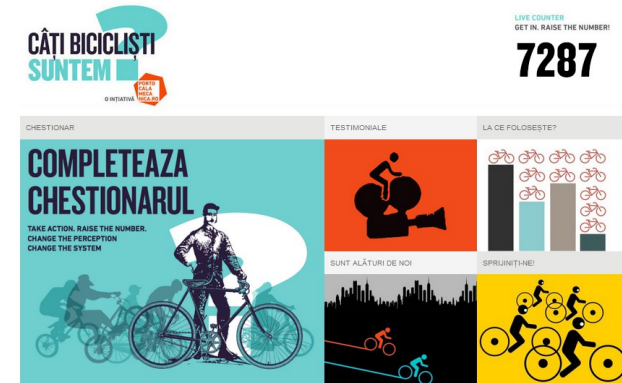 CÂȚI BICICLIȘTI
SUNTEM
?
O INIȚIATIVĂ
PORTO
CALA
MECA
NICA.RO
LIVE COUNTER
GET IN. RAISE THE NUMBER!
7287
CHESTIONAR
COMPLETEAZA
CHESTIONARUL
TAKE ACTION. RAISE THE NUMBER.
CHANGE THE PERCEPTION
CHANGE THE SYSTEM
TESTIMONIALE
LA CE FOLOSEȘTE?
SUNT ALĂTURI DE NOI
SPRIJINIȚI-NE!